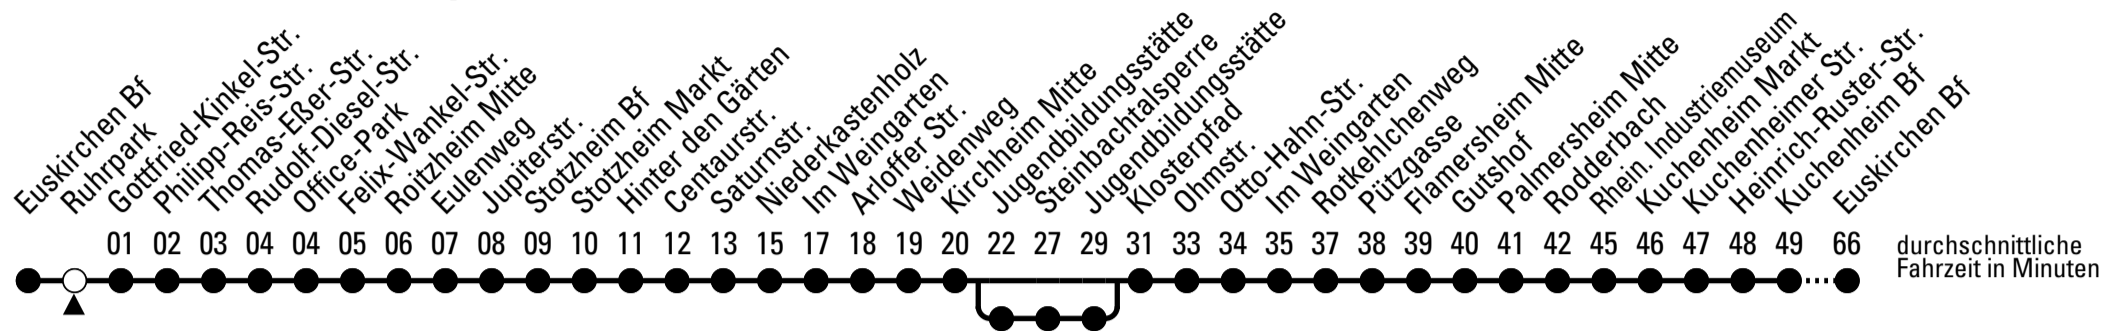 Euskirchen Bf
Ruhrpark
Gottfried-Kinkel-Str.
Philipp-Reis-Str.
Thomas-Eßer-Str.
Rudolf-Diesel-Str.
Office-Park
Felix-Wankel-Str.
Roitzheim Mitte
Eulenweg
Jupiterstr.
Stotzheim Bf
Stotzheim Markt
Hinter den Gärten
Centaurstr.
Saturnstr.
Niederkastenholz
Im Weingarten
Arloffer Str.
Weidenweg
Kirchheim Mitte
Jugendbildungsstätte
Steinbachtalsperre
Jugendbildungsstätte
Klosterpfad
Ohmstr.
Otto-Hahn-Str.
Im Weingarten
Rotkehlchenweg
Pützgasse
Flamersheim Mitte
Gutshof
Palmersheim Mitte
Rodderbach
Rhein. Industriemuseum
Kuchenheim Markt
Kuchenheimer Str.
Heinrich-Ruster-Str.
Kuchenheim Bf
Euskirchen Bf
01 02 03 04 04 05 06 07 08 09 10 11 12 13 15 17 18 19 20 22 27 29 31 33 34 35 37 38 39 40 41 42 45 46 47 48 49 66
durchschnittliche
Fahrzeit in Minuten